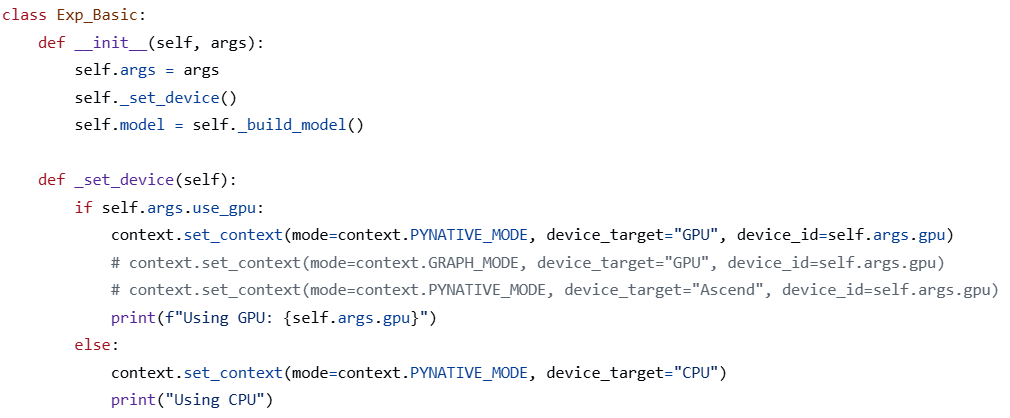 class Exp_Basic:
    def __init__(self, args):
        self.args = args
        self._set_device()
        self.model = self._build_model()

    def _set_device(self):
        if self.args.use_gpu:
            context.set_context(mode=context.PYNATIVE_MODE, device_target="GPU", device_id=self.args.gpu)
            # context.set_context(mode=context.GRAPH_MODE, device_target="GPU", device_id=self.args.gpu)
            # context.set_context(mode=context.PYNATIVE_MODE, device_target="Ascend", device_id=self.args.gpu)
            print(f"Using GPU: {self.args.gpu}")
        else:
            context.set_context(mode=context.PYNATIVE_MODE, device_target="CPU")
            print("Using CPU")